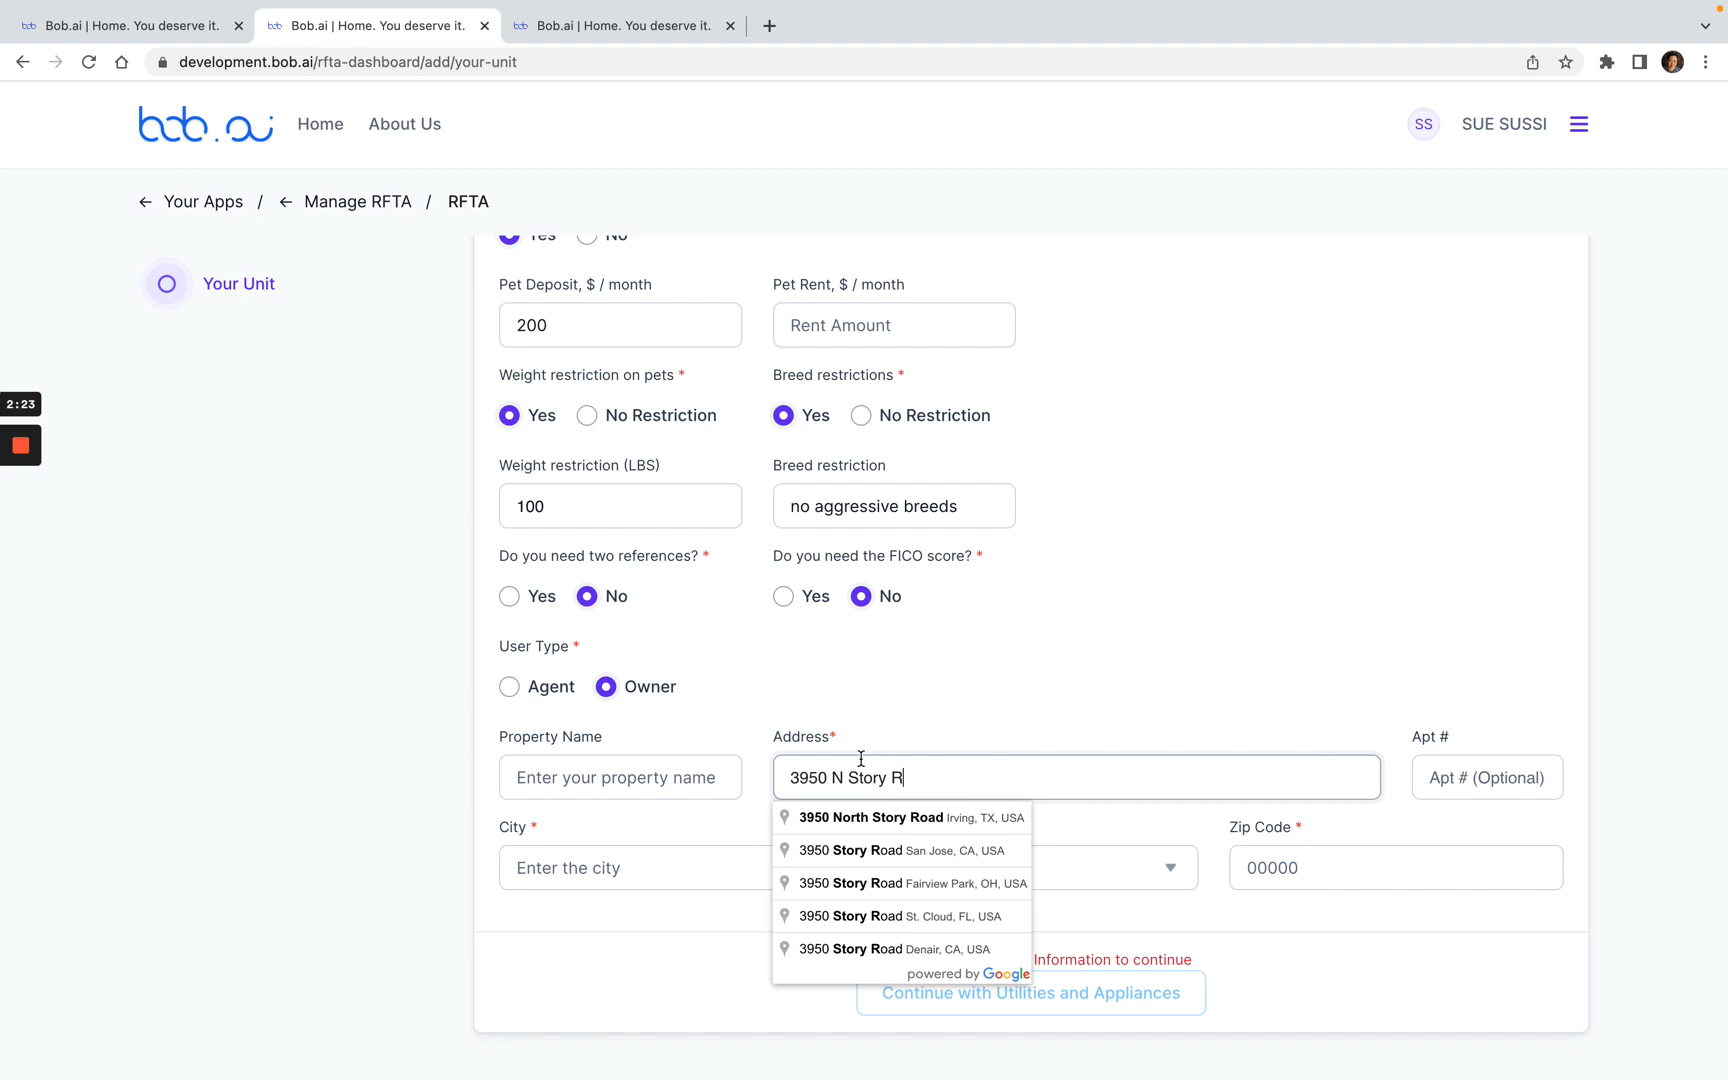 Bob.ai | Home. You deserve it.
Bob.ai | Home. You deserve it.
Bob.ai | Home. You deserve it.
development.bob.ai/rfta-dashboard/add/your-unit
bob.ai
Home
About Us
SS
SUE SUSSI
← Your Apps / ← Manage RFTA / RFTA
Your Unit
Yes
No
Pet Deposit, $ / month
Pet Rent, $ / month
200
Rent Amount
Weight restriction on pets *
Breed restrictions *
Yes
No Restriction
Yes
No Restriction
2:23
Weight restriction (LBS)
Breed restriction
100
no aggressive breeds
Do you need two references? *
Do you need the FICO score? *
Yes
No
Yes
No
User Type *
Agent
Owner
Property Name
Address*
Apt #
Enter your property name
3950 N Story R
Apt # (Optional)
3950 North Story Road Irving, TX, USA
3950 Story Road San Jose, CA, USA
3950 Story Road Fairview Park, OH, USA
3950 Story Road St. Cloud, FL, USA
3950 Story Road Denair, CA, USA
powered by Google
City *
Zip Code *
Enter the city
00000
Information to continue
Continue with Utilities and Appliances